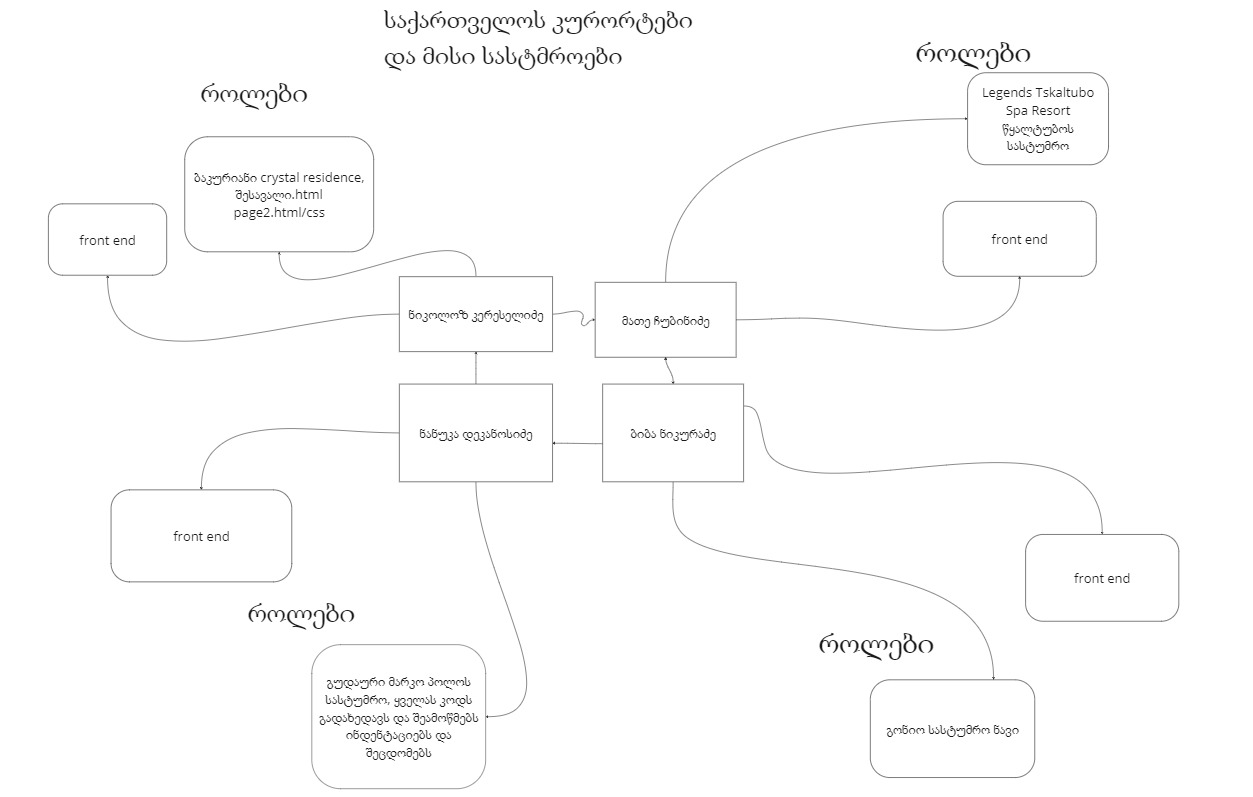 საქართველოს კურორტები
და მისი სასტმროები
როლები
როლები
Legends Tskaltubo
Spa Resort
წყალტუბოს
სასტუმრო
ბაკურიანი crystal residence,
შესავალი.html
page2.html/css
front end
front end
ნიკოლოზ კერესელიძე
მათე ჩუბინიძე
ნანუკა დეკანოსიძე
ბიბა ნიკურაძე
front end
front end
როლები
როლები
გუდაური მარკო პოლოს
სასტუმრო, ყველას კოდს
გადახედავს და შეამოწმებს
ინდენტაციებს და
შეცდომებს
გონიო სასტუმრო ნავი